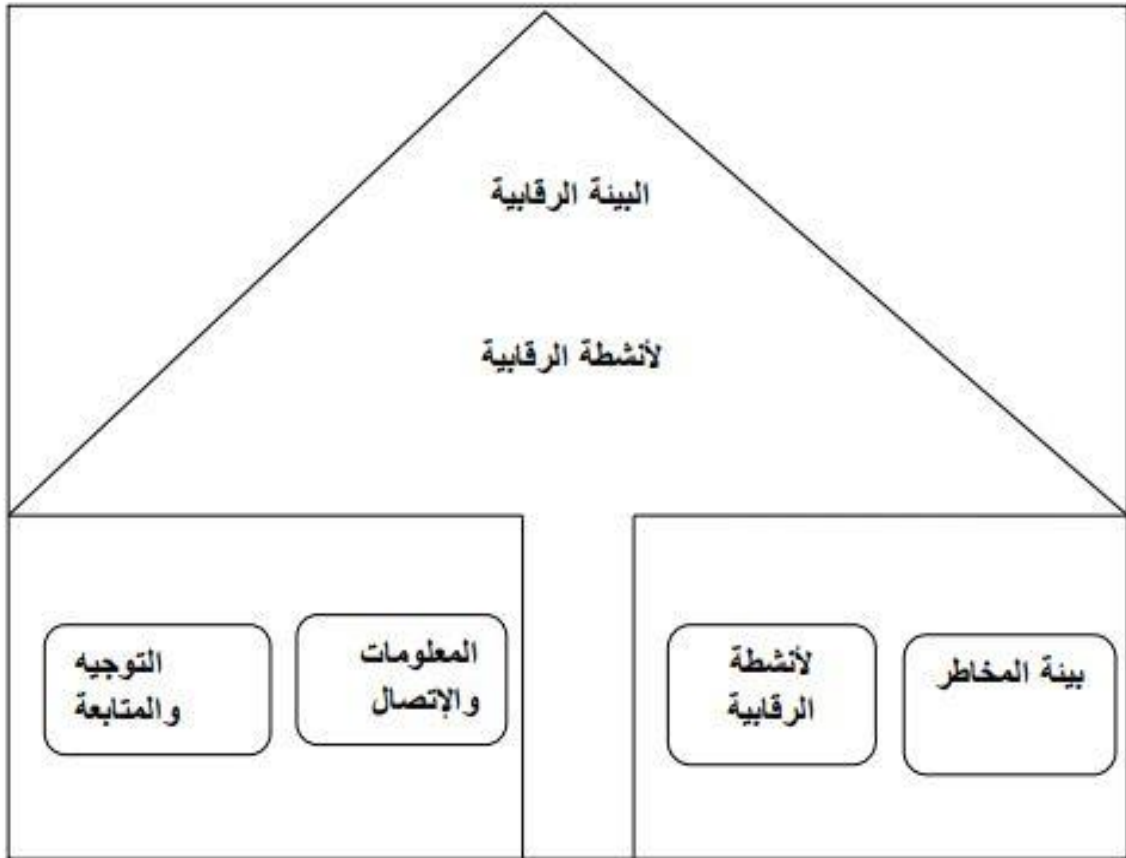 البيئة الرقابية
لأنشطة الرقابية
بيئة المخاطر
لأنشطة
الرقابية
المعلومات
والإتصال
التوجيه
والمتابعة